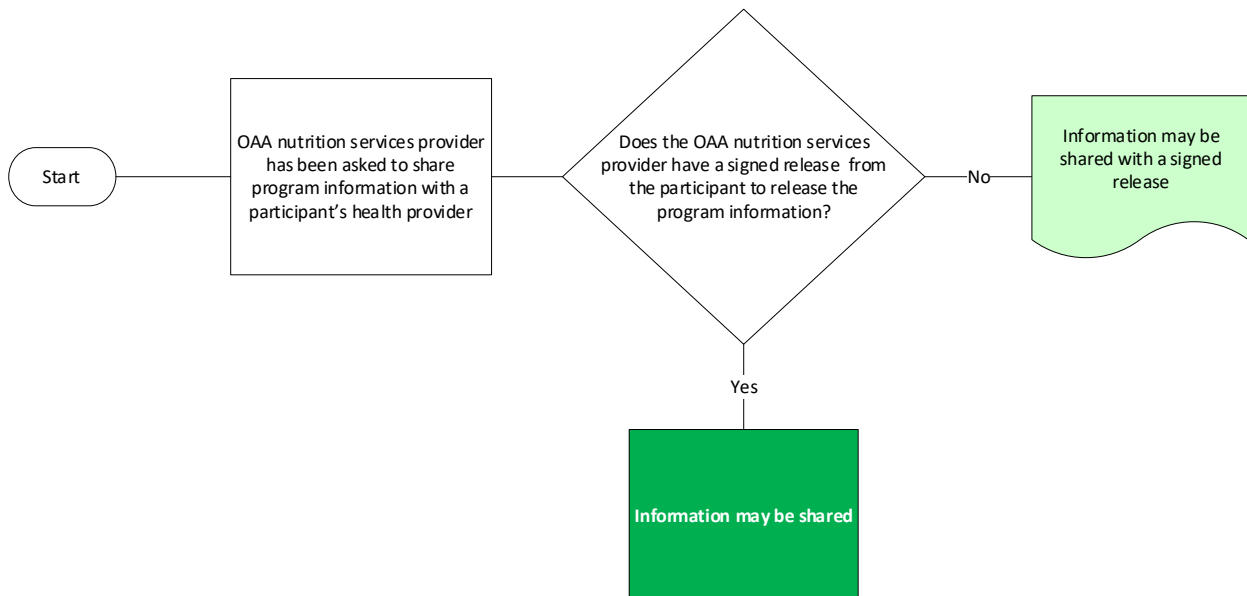 Start
OAA nutrition services provider
has been asked to share
program information with a
participant’s health provider
Does the OAA nutrition services
provider have a signed release from
the participant to release the
program information?
No
Information may be
shared with a signed
release
Yes
Information may be shared